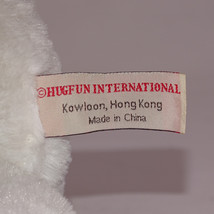 ©HUGFUN INTERNATIONAL
Kowloon, Hong Kong
Made in China